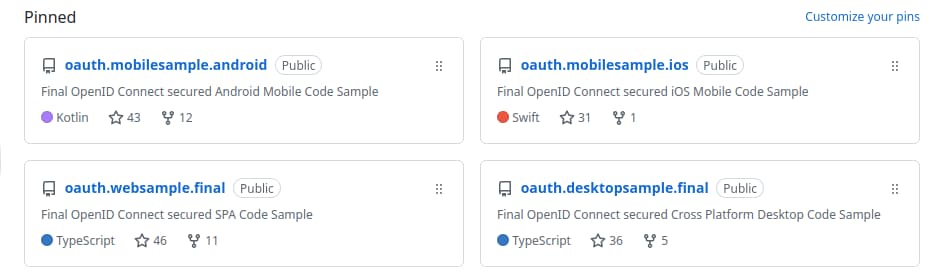 Pinned
Customize your pins
oauth.mobilesample.android Public
Final OpenID Connect secured Android Mobile Code Sample
Kotlin 43 12
oauth.mobilesample.ios Public
Final OpenID Connect secured iOS Mobile Code Sample
Swift 31 1
oauth.websample.final Public
Final OpenID Connect secured SPA Code Sample
TypeScript 46 11
oauth.desktopsample.final Public
Final OpenID Connect secured Cross Platform Desktop Code Sample
TypeScript 36 5